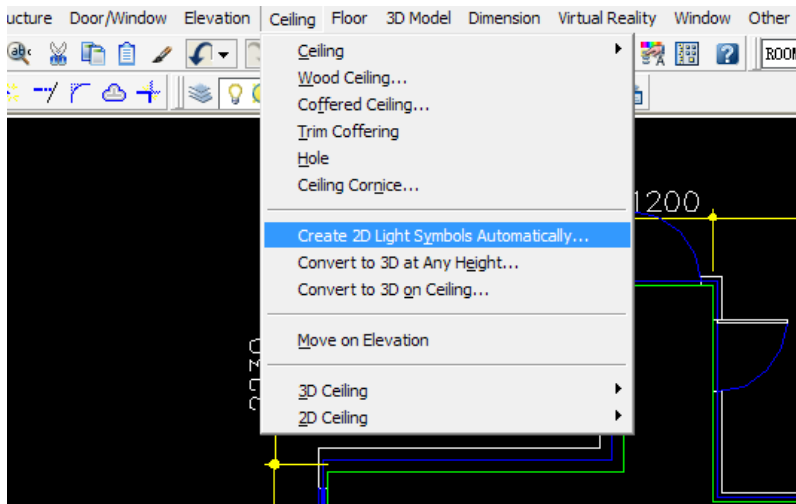 ucture Door/Window Elevation Ceiling Floor 3D Model Dimension Virtual Reality Window Other
ab
ROOM
Ceiling
Wood Ceiling...
Coffered Ceiling...
Trim Coffering
Hole
Ceiling Cornice...
1200
Create 2D Light Symbols Automatically...
Convert to 3D at Any Height...
Convert to 3D on Ceiling...
Move on Elevation
3D Ceiling
2D Ceiling